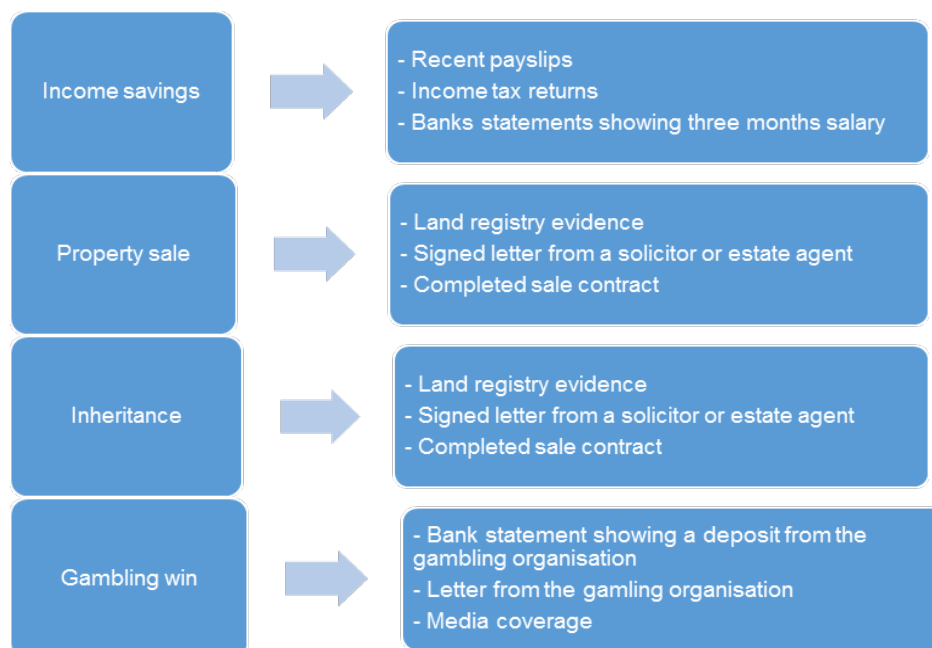 Income savings
- Recent payslips
- Income tax returns
- Banks statements showing three months salary
Property sale
- Land registry evidence
- Signed letter from a solicitor or estate agent
- Completed sale contract
Inheritance
- Land registry evidence
- Signed letter from a solicitor or estate agent
- Completed sale contract
Gambling win
- Bank statement showing a deposit from the
gambling organisation
- Letter from the gamling organisation
- Media coverage